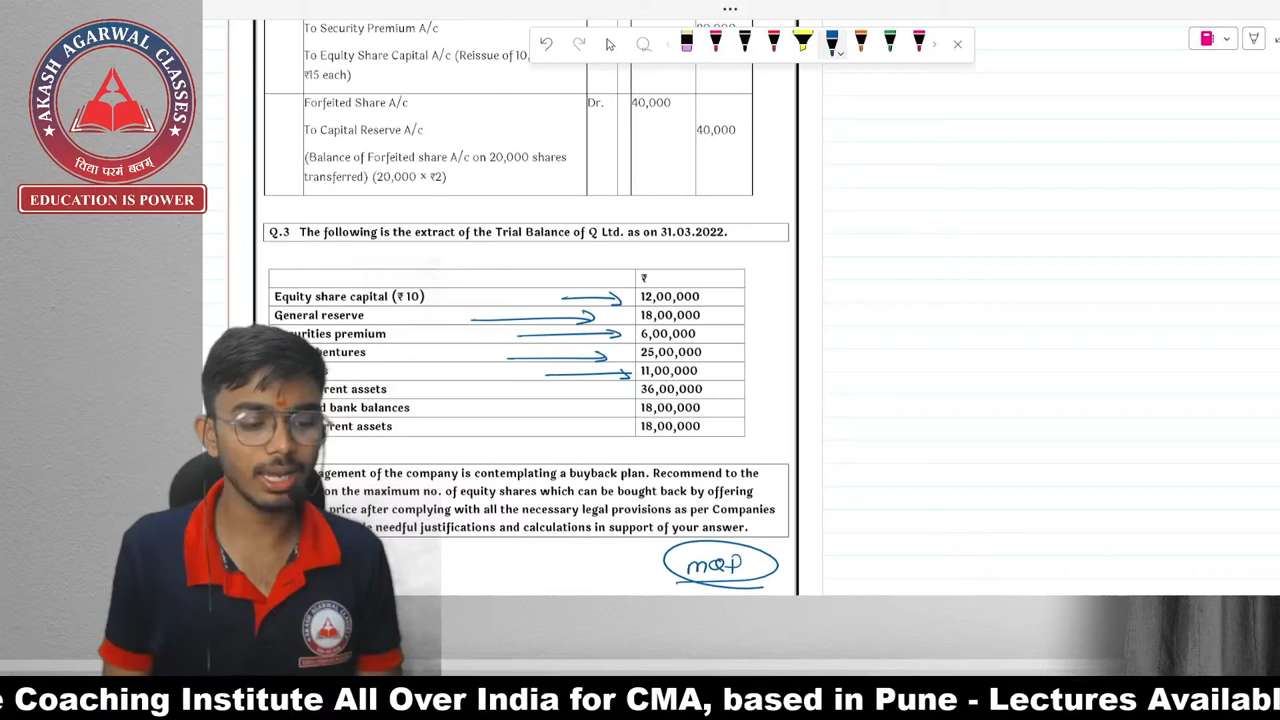 AKASH AGARWAL CLASSES
विद्या परमं बलम्
EDUCATION IS POWER
To Security Premium A/c
To Equity Share Capital A/c (Reissue of 10,
₹15 each)
Forfeited Share A/c Dr. 40,000
To Capital Reserve A/c 40,000
(Balance of Forfeited share A/c on 20,000 shares
transferred) (20,000 × ₹2)
Q.3 The following is the extract of the Trial Balance of Q Ltd. as on 31.03.2022.
₹
Equity share capital (₹ 10) 12,00,000
General reserve 18,00,000
premium 6,00,000
25,00,000
11,00,000
assets 36,00,000
bank balances 18,00,000
assets 18,00,000
of the company is contemplating a buyback plan. Recommend to the
on the maximum no. of equity shares which can be bought back by offering
price after complying with all the necessary legal provisions as per Companies
needful justifications and calculations in support of your answer.
MQP
Coaching Institute All Over India for CMA, based in Pune - Lectures